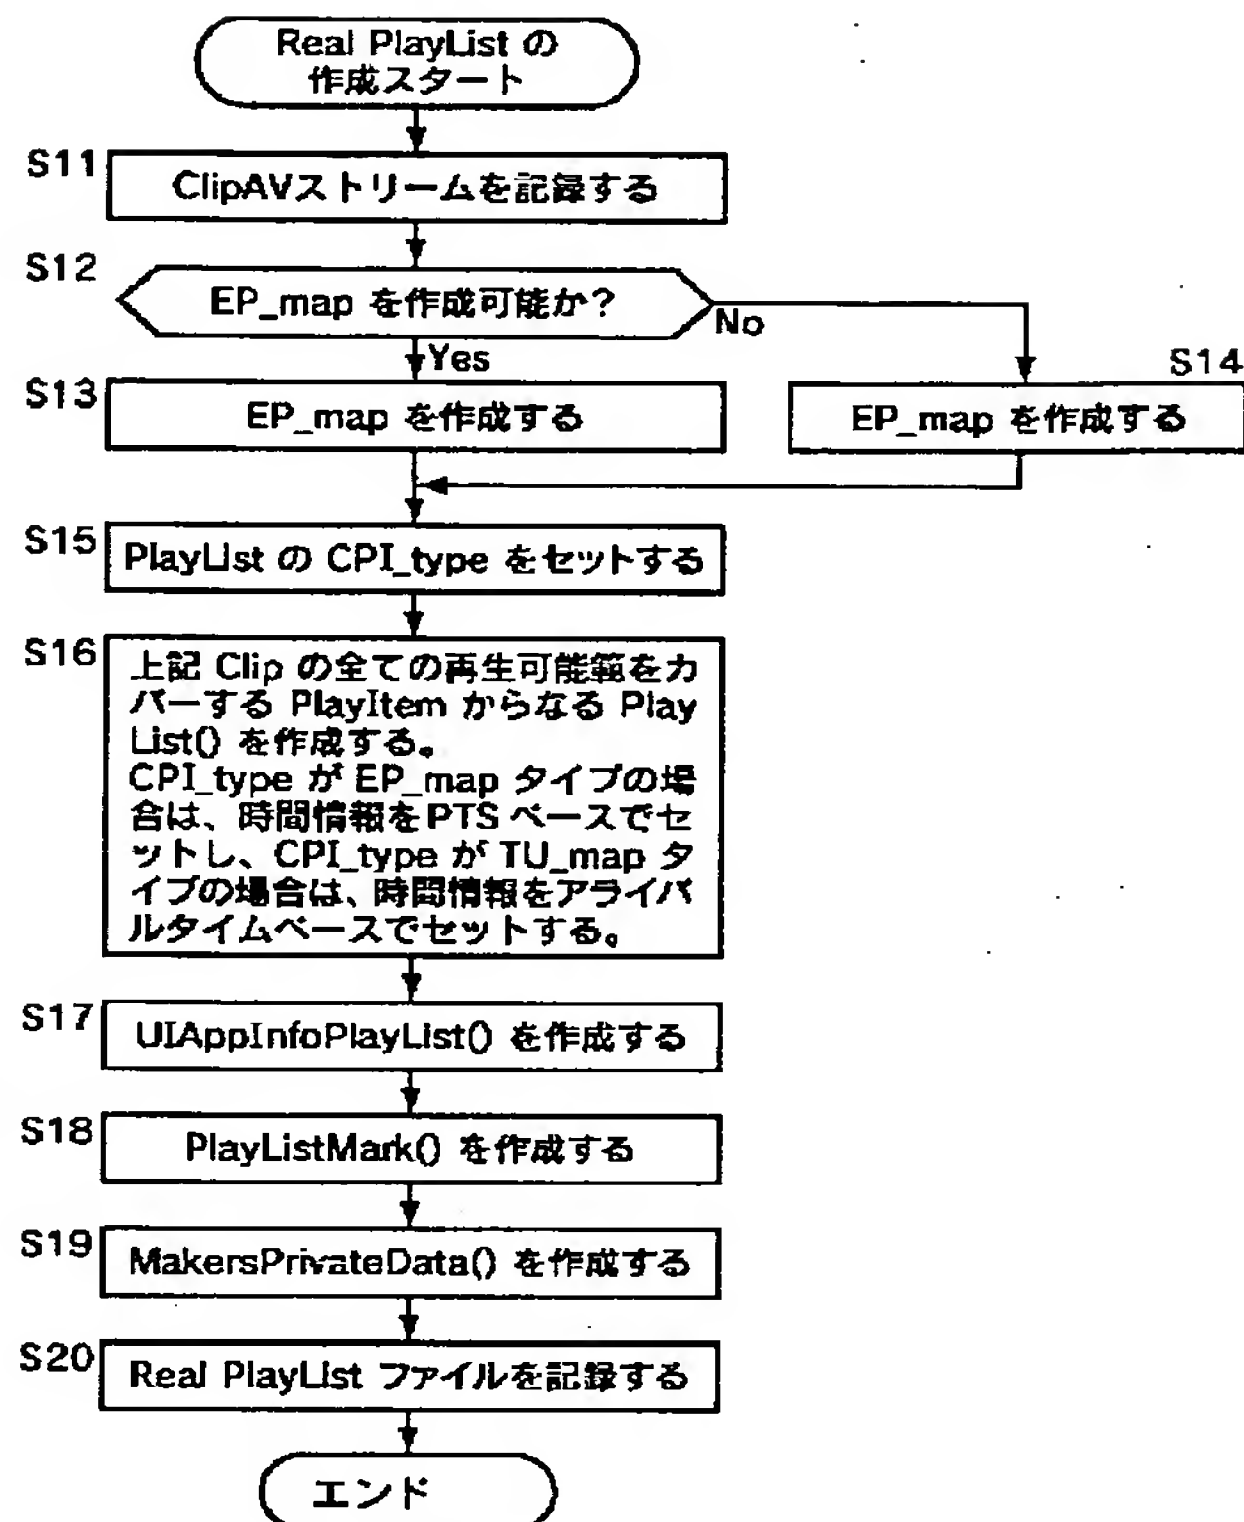 Real PlayList の
作成スタート
S11
ClipAVストリームを記録する
S12
EP_map を作成可能か？
No
Yes
S13
EP_map を作成する
S14
EP_map を作成する
S15
PlayList の CPI_type をセットする
S16
上記 Clip の全ての再生可能範をカ
バーする PlayItem からなる Play
List() を作成する。
CPI_type が EP_map タイプの場
合は、時間情報をPTS ベースでセ
ットし、CPI_type が TU_map タ
イプの場合は、時間情報をアライバ
ルタイムベースでセットする。
S17
UIAppInfoPlayList() を作成する
S18
PlayListMark() を作成する
S19
MakersPrivateData() を作成する
S20
Real PlayList ファイルを記録する
エンド